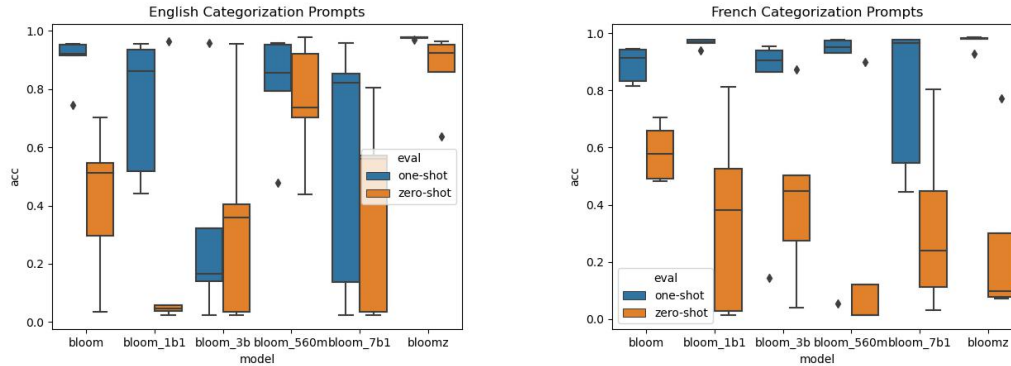 English Categorization Prompts
1.0
0.8
0.6
0.4
0.2
0.0
acc
eval
one-shot
zero-shot
bloom bloom_1b1 bloom_3b bloom_560m bloom_7b1 bloomz
model
French Categorization Prompts
1.0
0.8
0.6
0.4
0.2
0.0
acc
eval
one-shot
zero-shot
bloom bloom_1b1 bloom_3b bloom_560m bloom_7b1 bloomz
model